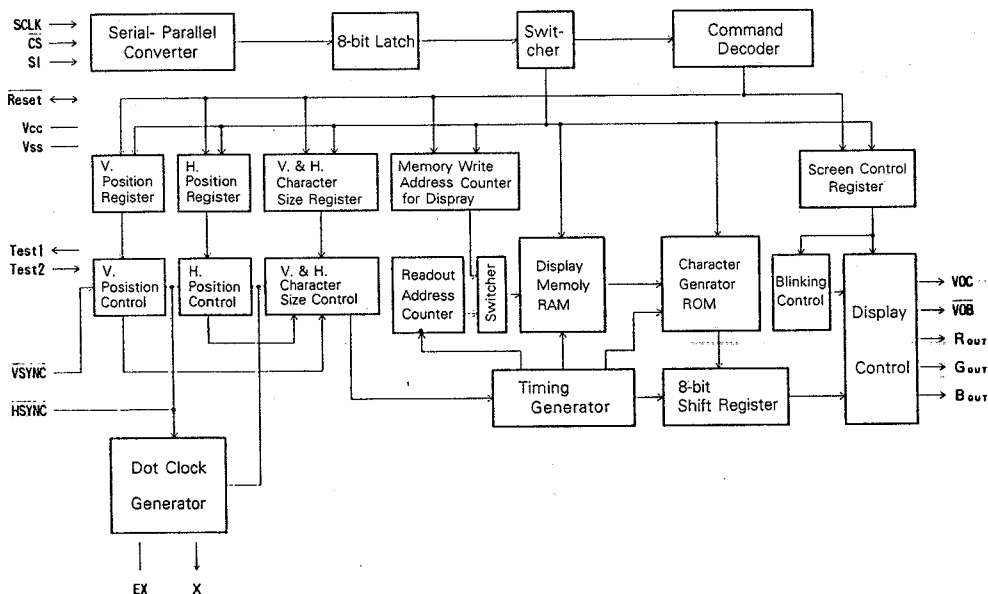 SCLK
CS
SI
Serial- Parallel
Converter
8-bit Latch
Swit-
cher
Command
Decoder
Reset
Vcc
Vss
V.
Position
Register
H.
Position
Register
V. & H.
Character
Size Register
Memory Write
Address Counter
for Dispray
Screen Control
Register
Test1
Test2
V.
Posistion
Control
H.
Position
Control
V. & H.
Character
Size Control
Readout
Address
Counter
Switcher
Display
Memoly
RAM
Character
Genrator
ROM
Blinking
Control
Display
Control
VOC
VOB
ROUT
GOUT
BOUT
VSYNC
HSYNC
Timing
Generator
8-bit
Shift Register
Dot Clock
Generator
EX
X